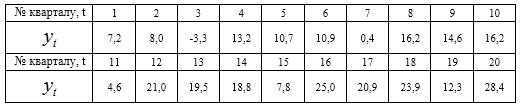 № кварталу, t 1 2 3 4 5 6 7 8 9 10
yt 7,2 8,0 -3,3 13,2 10,7 10,9 0,4 16,2 14,6 16,2
№ кварталу, t 11 12 13 14 15 16 17 18 19 20
yt 4,6 21,0 19,5 18,8 7,8 25,0 20,9 23,9 12,3 28,4